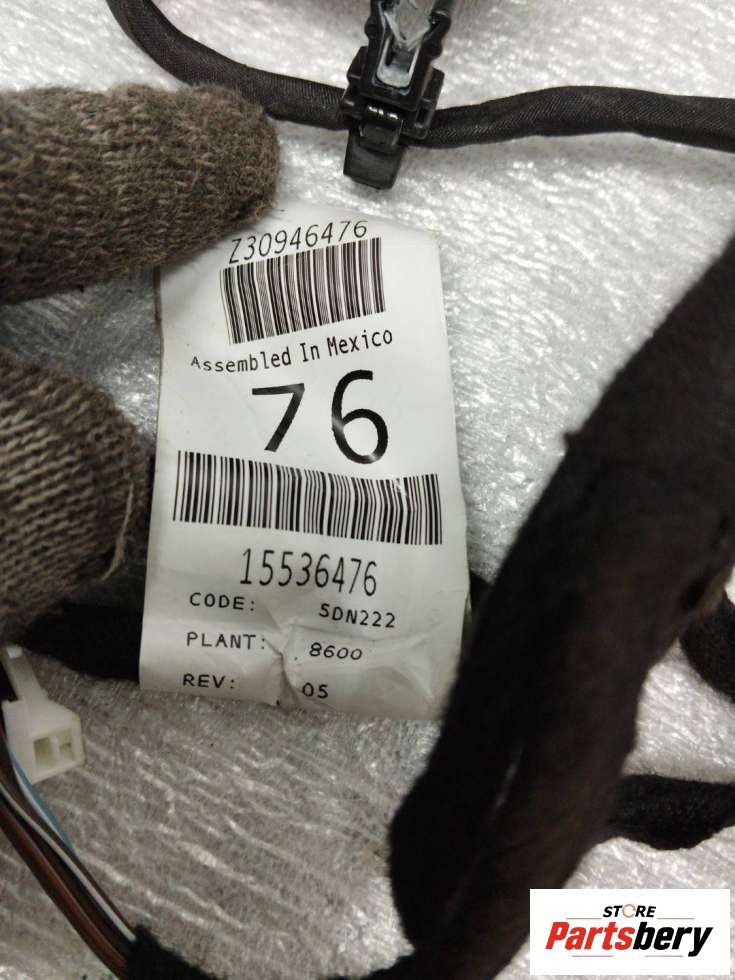 Z30946476
Assembled In Mexico
76
15536476
CODE: SDN222
PLANT: 8600
REV: 05
STORE
Partsbery